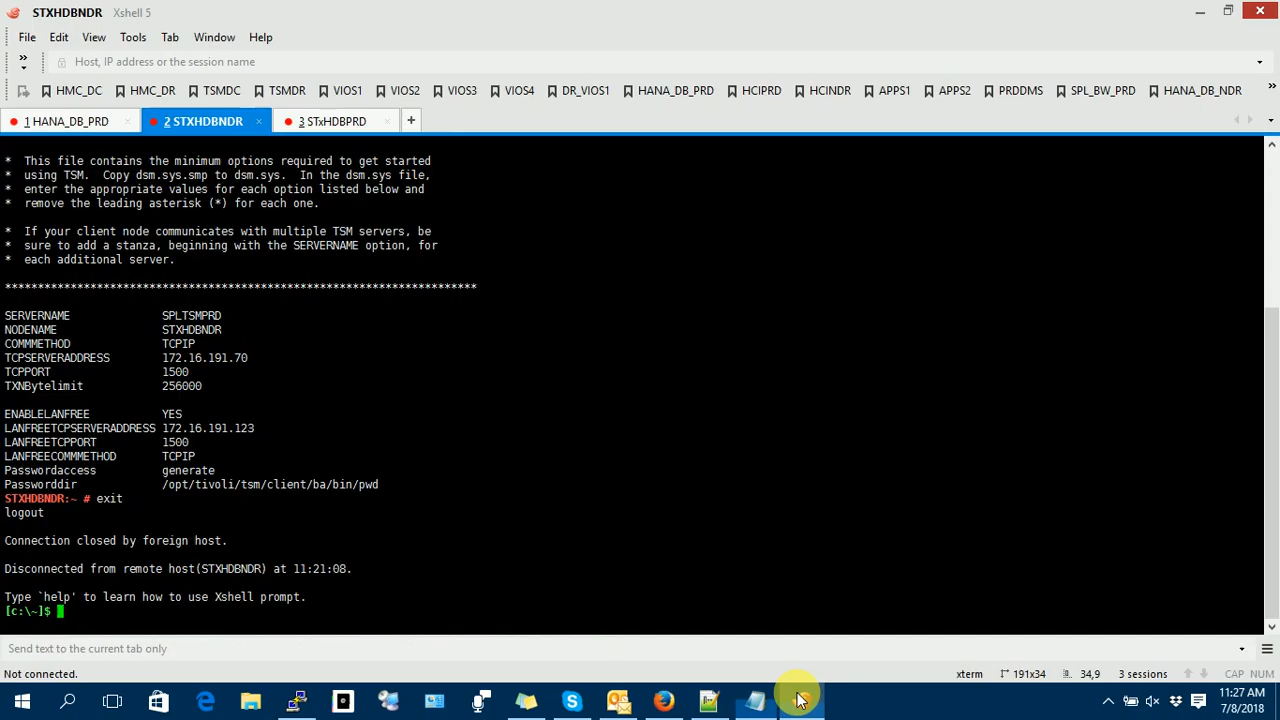 STXHDBNDR Xshell 5
File Edit View Tools Tab Window Help
» Host, IP address or the session name
HMC_DC HMC_DR TSMDC TSMDR VIOS1 VIOS2 VIOS3 VIOS4 DR_VIOS1 HANA_DB_PRD HCIPRD HCINDR APPS1 APPS2 PRDDMS SPL_BW_PRD HANA_DB_NDR »
1 HANA_DB_PRD × 2 STXHDBNDR × 3 STxHDBPRD × +
* This file contains the minimum options required to get started
* using TSM. Copy dsm.sys.smp to dsm.sys. In the dsm.sys file,
* enter the appropriate values for each option listed below and
* remove the leading asterisk (*) for each one.
* If your client node communicates with multiple TSM servers, be
* sure to add a stanza, beginning with the SERVERNAME option, for
* each additional server.
************************************************************************
SERVERNAME SPLTSMPRD
NODENAME STXHDBNDR
COMMMETHOD TCPIP
TCPSERVERADDRESS 172.16.191.70
TCPPORT 1500
TXNBytelimit 256000
ENABLELANFREE YES
LANFREETCPSERVERADDRESS 172.16.191.123
LANFREETCPPORT 1500
LANFREECOMMMETHOD TCPIP
Passwordaccess generate
Passworddir /opt/tivoli/tsm/client/ba/bin/pwd
STXHDBNDR:~ # exit
logout
Connection closed by foreign host.
Disconnected from remote host(STXHDBNDR) at 11:21:08.
Type `help' to learn how to use Xshell prompt.
[c:\~]$
Send text to the current tab only
Not connected. xterm 191x34 34,9 3 sessions CAP NUM
11:27 AM
7/8/2018